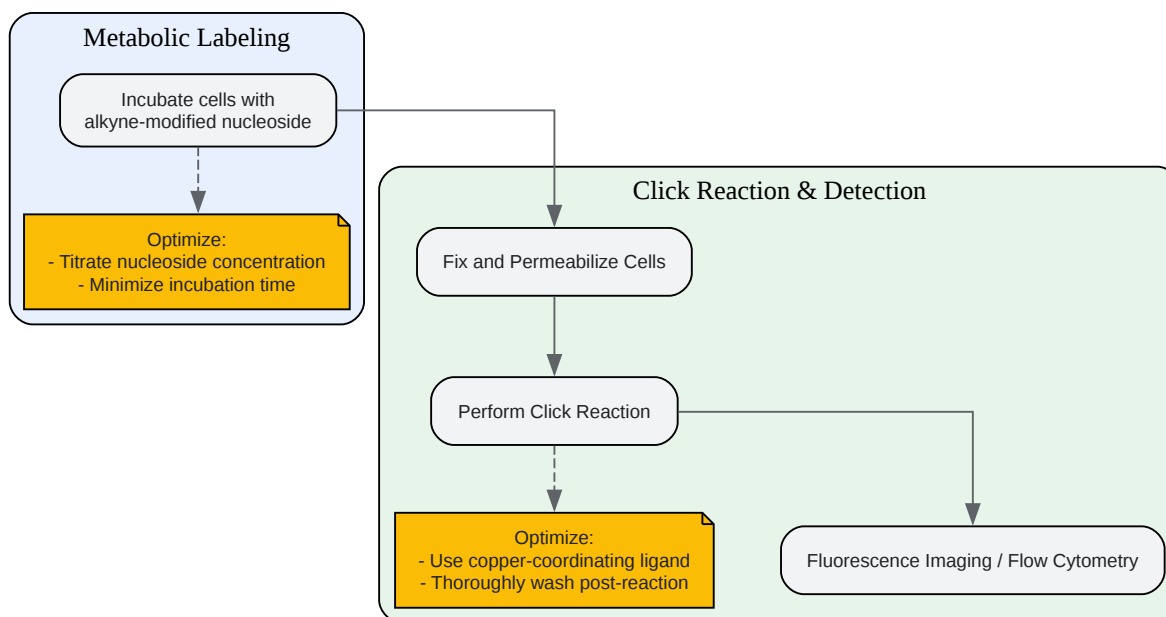 Metabolic Labeling
Incubate cells with
alkyne-modified nucleoside
Optimize:
- Titrate nucleoside concentration
- Minimize incubation time
Click Reaction & Detection
Fix and Permeabilize Cells
Perform Click Reaction
Optimize:
- Use copper-coordinating ligand
- Thoroughly wash post-reaction
Fluorescence Imaging / Flow Cytometry